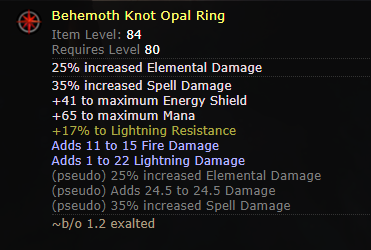 Behemoth Knot Opal Ring
Item Level: 84
Requires Level 80
25% increased Elemental Damage
35% increased Spell Damage
+41 to maximum Energy Shield
+65 to maximum Mana
+17% to Lightning Resistance
Adds 11 to 15 Fire Damage
Adds 1 to 22 Lightning Damage
(pseudo) 25% increased Elemental Damage
(pseudo) Adds 24.5 to 24.5 Damage
(pseudo) 35% increased Spell Damage
~b/o 1.2 exalted